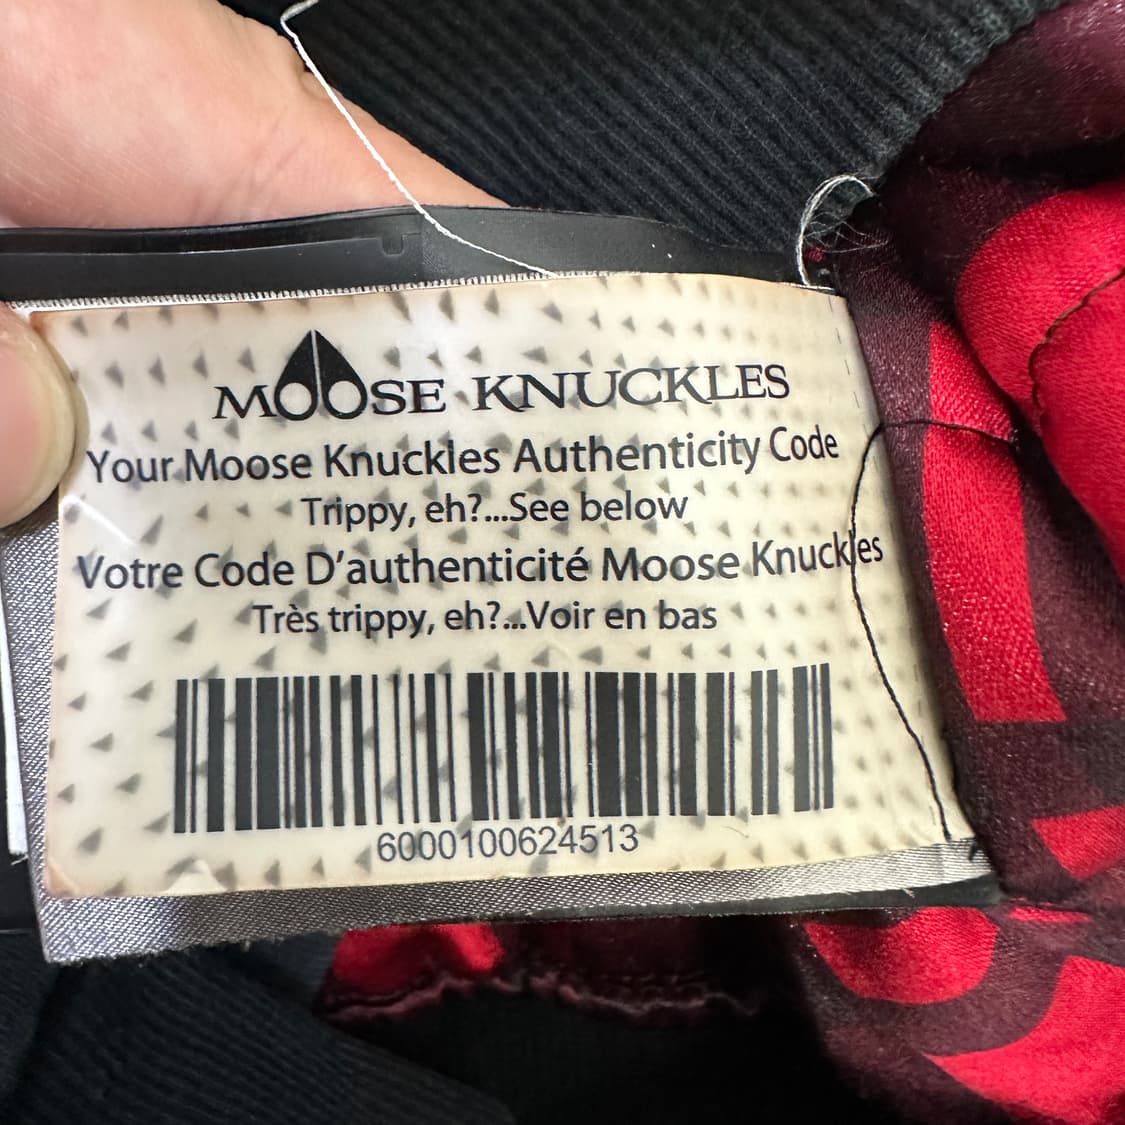 MOOSE KNUCKLES
Your Moose Knuckles Authenticity Code
Trippy, eh?...See below
Votre Code D'authenticité Moose Knuckles
Très trippy, eh?...Voir en bas
6000100624513